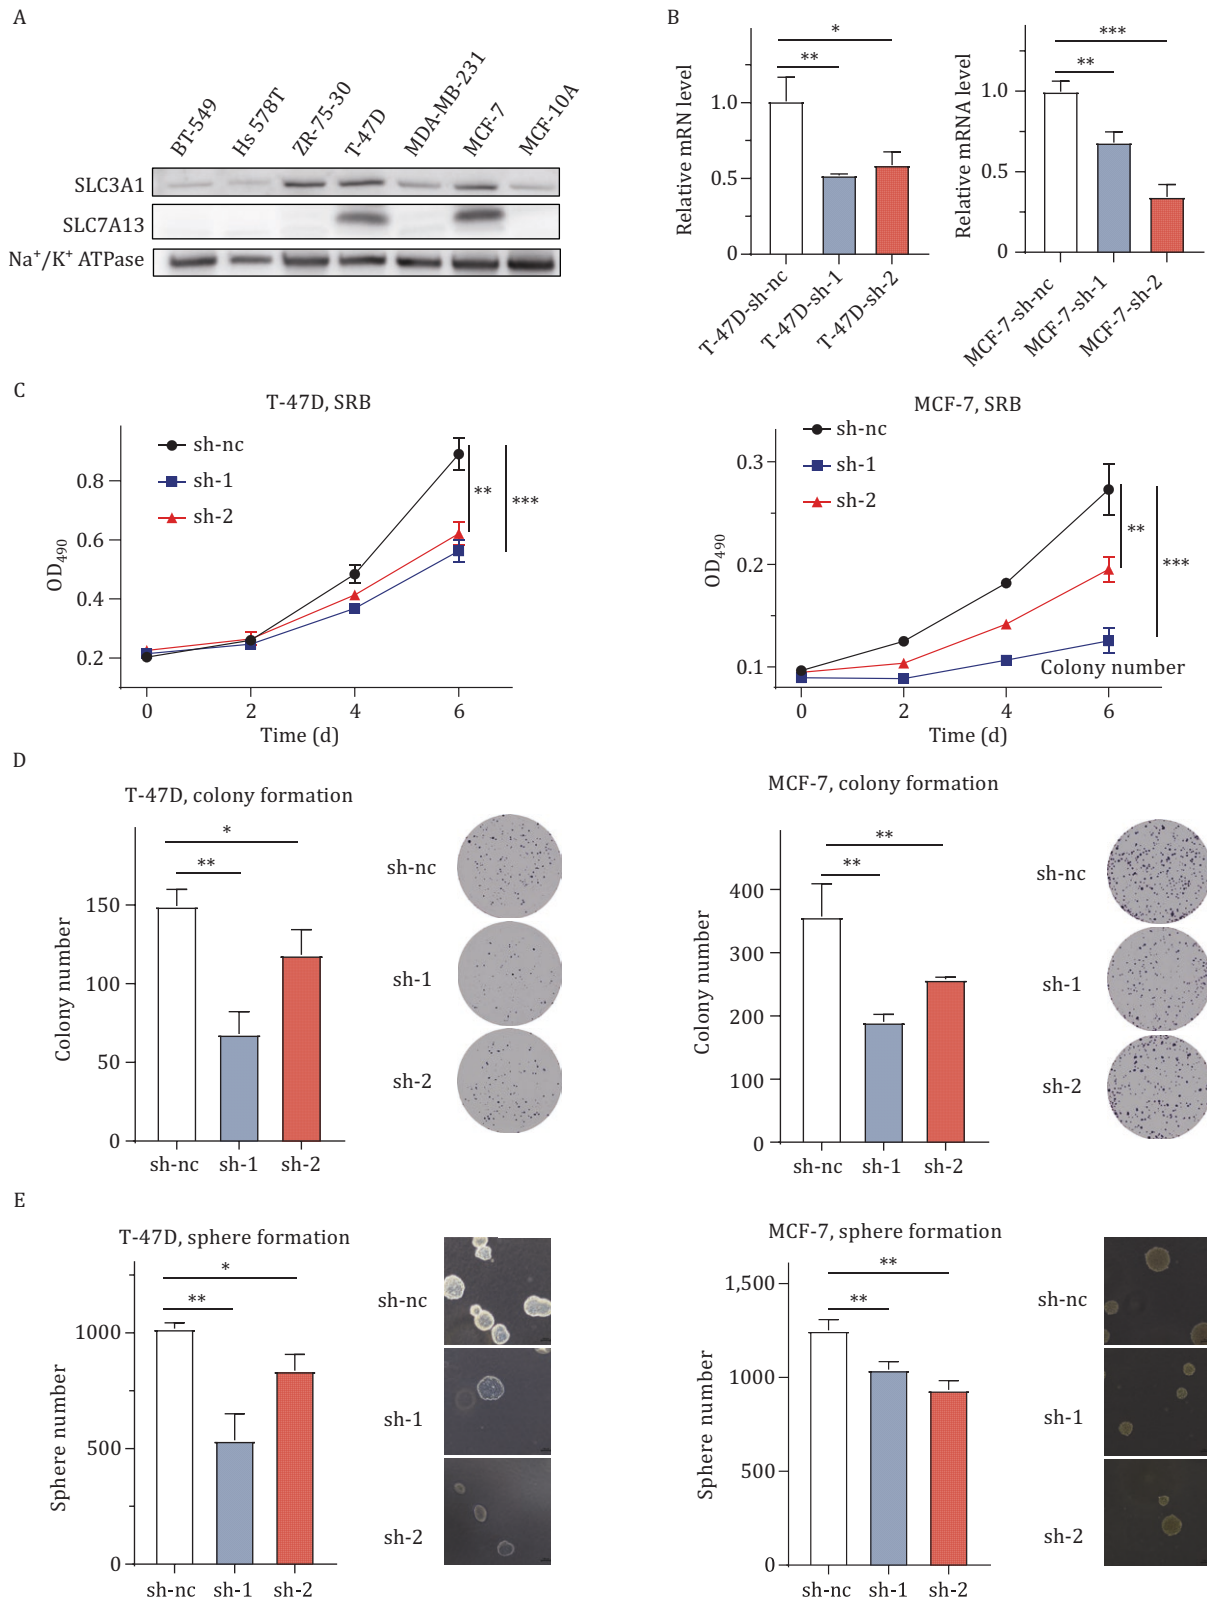 A
BT-549
Hs 578T
ZR-75-30
T-47D
MDA-MB-231
MCF-7
MCF-10A
SLC3A1
SLC7A13
Na⁺/K⁺ ATPase
B
Relative mRN level
1.0
0.5
0
*
**
T-47D-sh-nc
T-47D-sh-1
T-47D-sh-2
Relative mRNA level
1.0
0.5
0
***
**
MCF-7-sh-nc
MCF-7-sh-1
MCF-7-sh-2
C
T-47D, SRB
sh-nc
sh-1
sh-2
OD₄₉₀
0.8
0.6
0.4
0.2
**
***
0 2 4 6
Time (d)
MCF-7, SRB
sh-nc
sh-1
sh-2
OD₄₉₀
0.3
0.2
0.1
**
***
Colony number
0 2 4 6
Time (d)
D
T-47D, colony formation
Colony number
150
100
50
0
*
**
sh-nc sh-1 sh-2
sh-nc
sh-1
sh-2
MCF-7, colony formation
Colony number
400
300
200
100
0
**
**
sh-nc sh-1 sh-2
sh-nc
sh-1
sh-2
E
T-47D, sphere formation
Sphere number
1000
500
0
*
**
sh-nc sh-1 sh-2
sh-nc
sh-1
sh-2
MCF-7, sphere formation
Sphere number
1,500
1000
500
0
**
**
sh-nc sh-1 sh-2
sh-nc
sh-1
sh-2